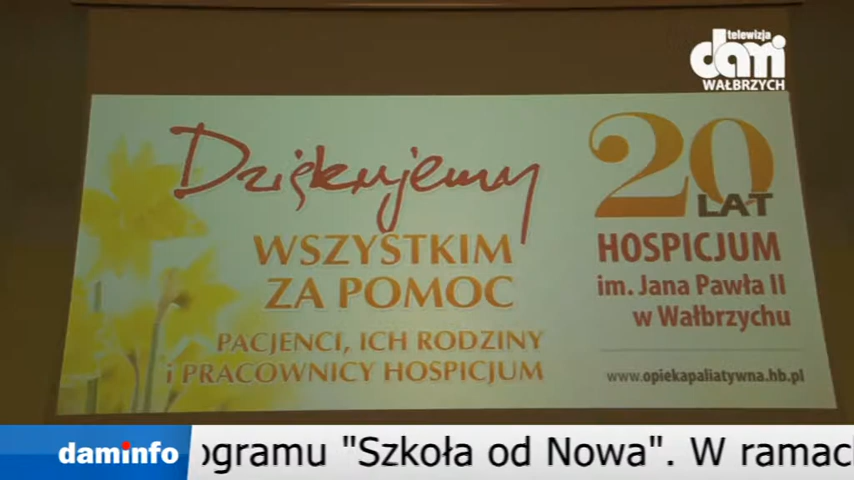 telewizja
dami
WAŁBRZYCH
Dziękujemy
WSZYSTKIM
ZA POMOC
PACJENCI, ICH RODZINY
i PRACOWNICY HOSPICJUM
20
LAT
HOSPICJUM
im. Jana Pawła II
w Wałbrzychu
www.opiekapaliatywna.hb.pl
daminfo
ogramu "Szkoła od Nowa". W ramac